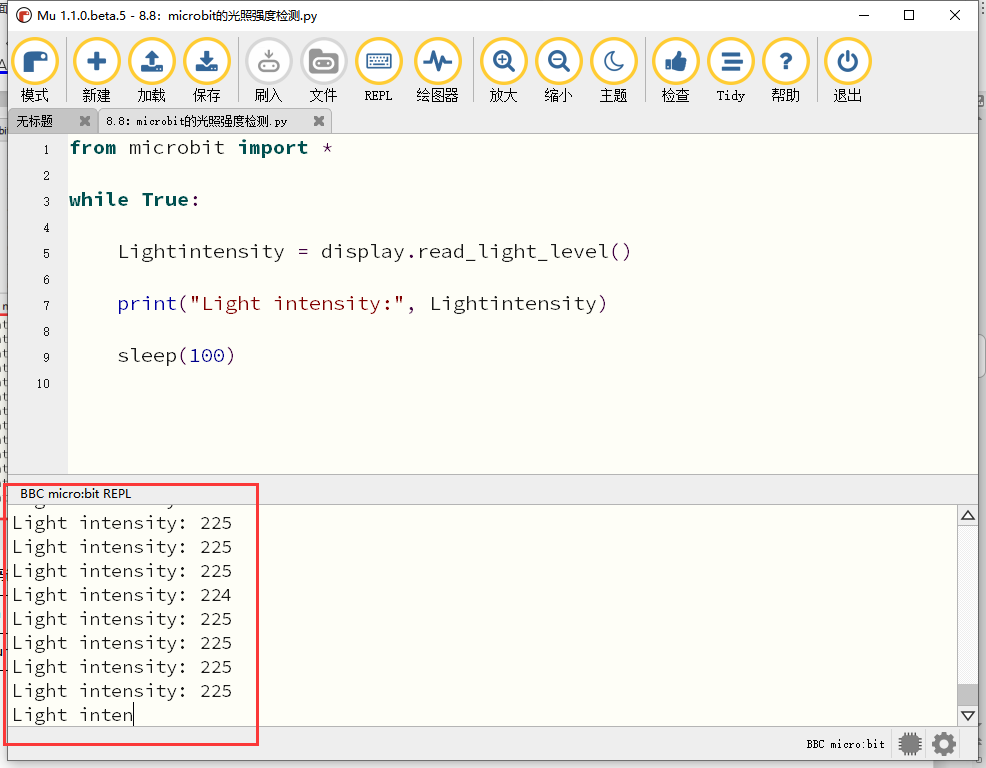 Mu 1.1.0.beta.5 - 8.8：microbit的光照强度检测.py
模式 新建 加载 保存 刷入 文件 REPL 绘图器 放大 缩小 主题 检查 Tidy 帮助 退出
无标题 8.8：microbit的光照强度检测.py
1 from microbit import *
2
3 while True:
4
5 Lightintensity = display.read_light_level()
6
7 print("Light intensity:", Lightintensity)
8
9 sleep(100)
10
BBC micro:bit REPL
Light intensity: 225
Light intensity: 225
Light intensity: 225
Light intensity: 224
Light intensity: 225
Light intensity: 225
Light intensity: 225
Light intensity: 225
Light inten
BBC micro:bit